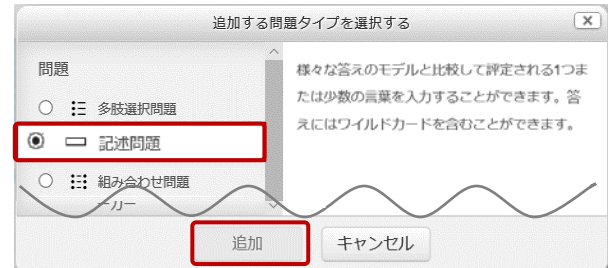 追加する問題タイプを選択する
問題
多肢選択問題
記述問題
組み合わせ問題
様々な答えのモデルと比較して評定される1つま
たは少数の言葉を入力することができます。答
えにはワイルドカードを含むことができます。
追加
キャンセル